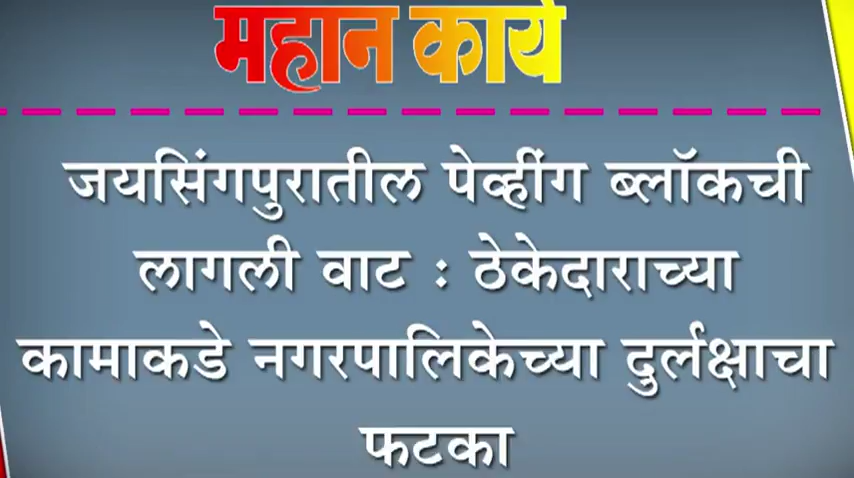 महान कार्य
जयसिंगपुरातील पेव्हींग ब्लॉकची
लागली वाट : ठेकेदाराच्या
कामाकडे नगरपालिकेच्या दुर्लक्षाचा
फटका